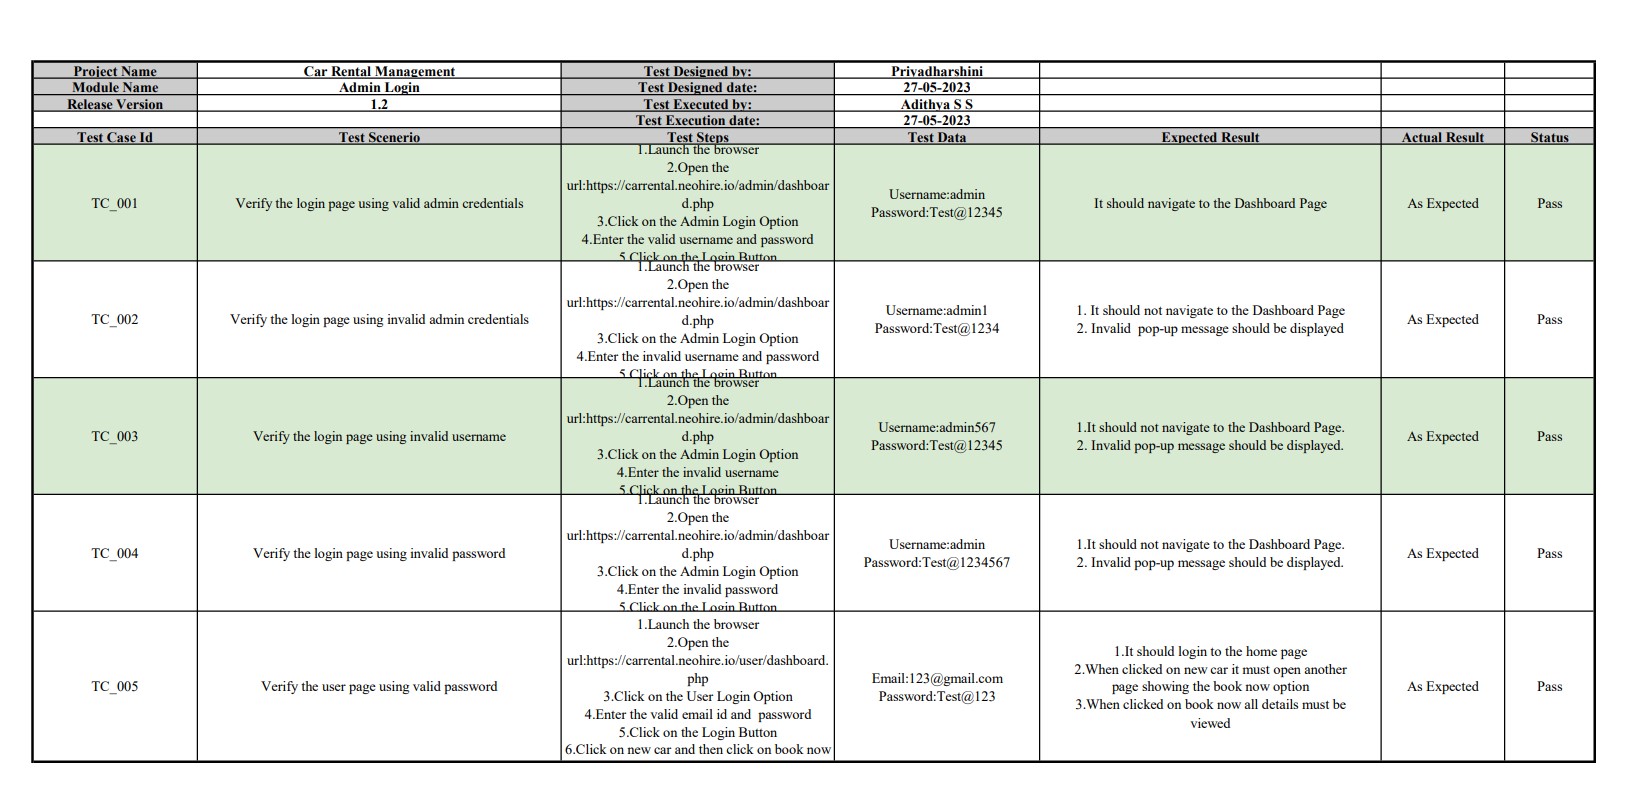 Project Name Car Rental Management Test Designed by: Priyadharshini
Module Name Admin Login Test Designed date: 27-05-2023
Release Version 1.2 Test Executed by: Adithya S S
Test Execution date: 27-05-2023
Test Case Id Test Scenerio Test Steps Test Data Expected Result Actual Result Status
TC_001
Verify the login page using valid admin credentials
1.Launch the browser
2.Open the
url:https://carrental.neohire.io/admin/dashboar
d.php
3.Click on the Admin Login Option
4.Enter the valid username and password
5.Click on the Login Button
Username:admin
Password:Test@12345
It should navigate to the Dashboard Page
As Expected
Pass
TC_002
Verify the login page using invalid admin credentials
1.Launch the browser
2.Open the
url:https://carrental.neohire.io/admin/dashboar
d.php
3.Click on the Admin Login Option
4.Enter the invalid username and password
5.Click on the Login Button
Username:admin1
Password:Test@1234
1. It should not navigate to the Dashboard Page
2. Invalid pop-up message should be displayed
As Expected
Pass
TC_003
Verify the login page using invalid username
1.Launch the browser
2.Open the
url:https://carrental.neohire.io/admin/dashboar
d.php
3.Click on the Admin Login Option
4.Enter the invalid username
5.Click on the Login Button
Username:admin567
Password:Test@12345
1.It should not navigate to the Dashboard Page.
2. Invalid pop-up message should be displayed.
As Expected
Pass
TC_004
Verify the login page using invalid password
1.Launch the browser
2.Open the
url:https://carrental.neohire.io/admin/dashboar
d.php
3.Click on the Admin Login Option
4.Enter the invalid password
5.Click on the Login Button
Username:admin
Password:Test@1234567
1.It should not navigate to the Dashboard Page.
2. Invalid pop-up message should be displayed.
As Expected
Pass
TC_005
Verify the user page using valid password
1.Launch the browser
2.Open the
url:https://carrental.neohire.io/user/dashboard.
php
3.Click on the User Login Option
4.Enter the valid email id and password
5.Click on the Login Button
6.Click on new car and then click on book now
Email:123@gmail.com
Password:Test@123
1.It should login to the home page
2.When clicked on new car it must open another
page showing the book now option
3.When clicked on book now all details must be
viewed
As Expected
Pass